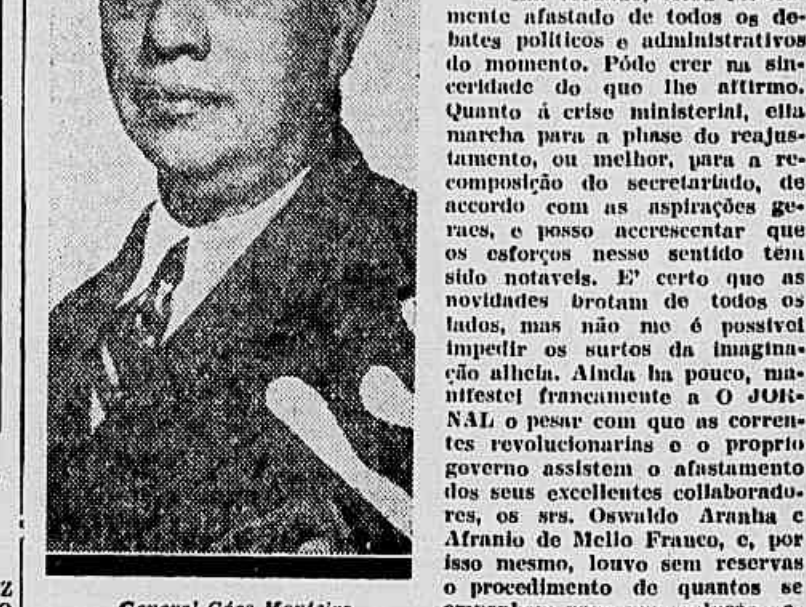 mente afastado de todos os de-
bates politicos e administrativos
do momento. Póde crer na sin-
ceridade do que lhe affirmo.
Quanto á crise ministerial, ella
marcha para a phase do reajus-
tamento, ou melhor, para a re-
composição do secretariado, de
accordo com as aspirações ge-
raes, e posso accrescentar que
os esforços nesse sentido têm
sido notaveis. E' certo que as
novidades brotam de todos os
lados, mas não me é possivel
impedir os surtos da imagina-
ção alheia. Ainda ha pouco, ma-
nifestei francamente a O JOR-
NAL o pesar com que as corren-
tes revolucionarias e o proprio
governo assistem o afastamento
dos seus excellentes collaborado-
res, os srs. Oswaldo Aranha e
Afranio de Mello Franco, e, por
isso mesmo, louvo sem reservas
o procedimento de quantos se
General Góes Monteiro